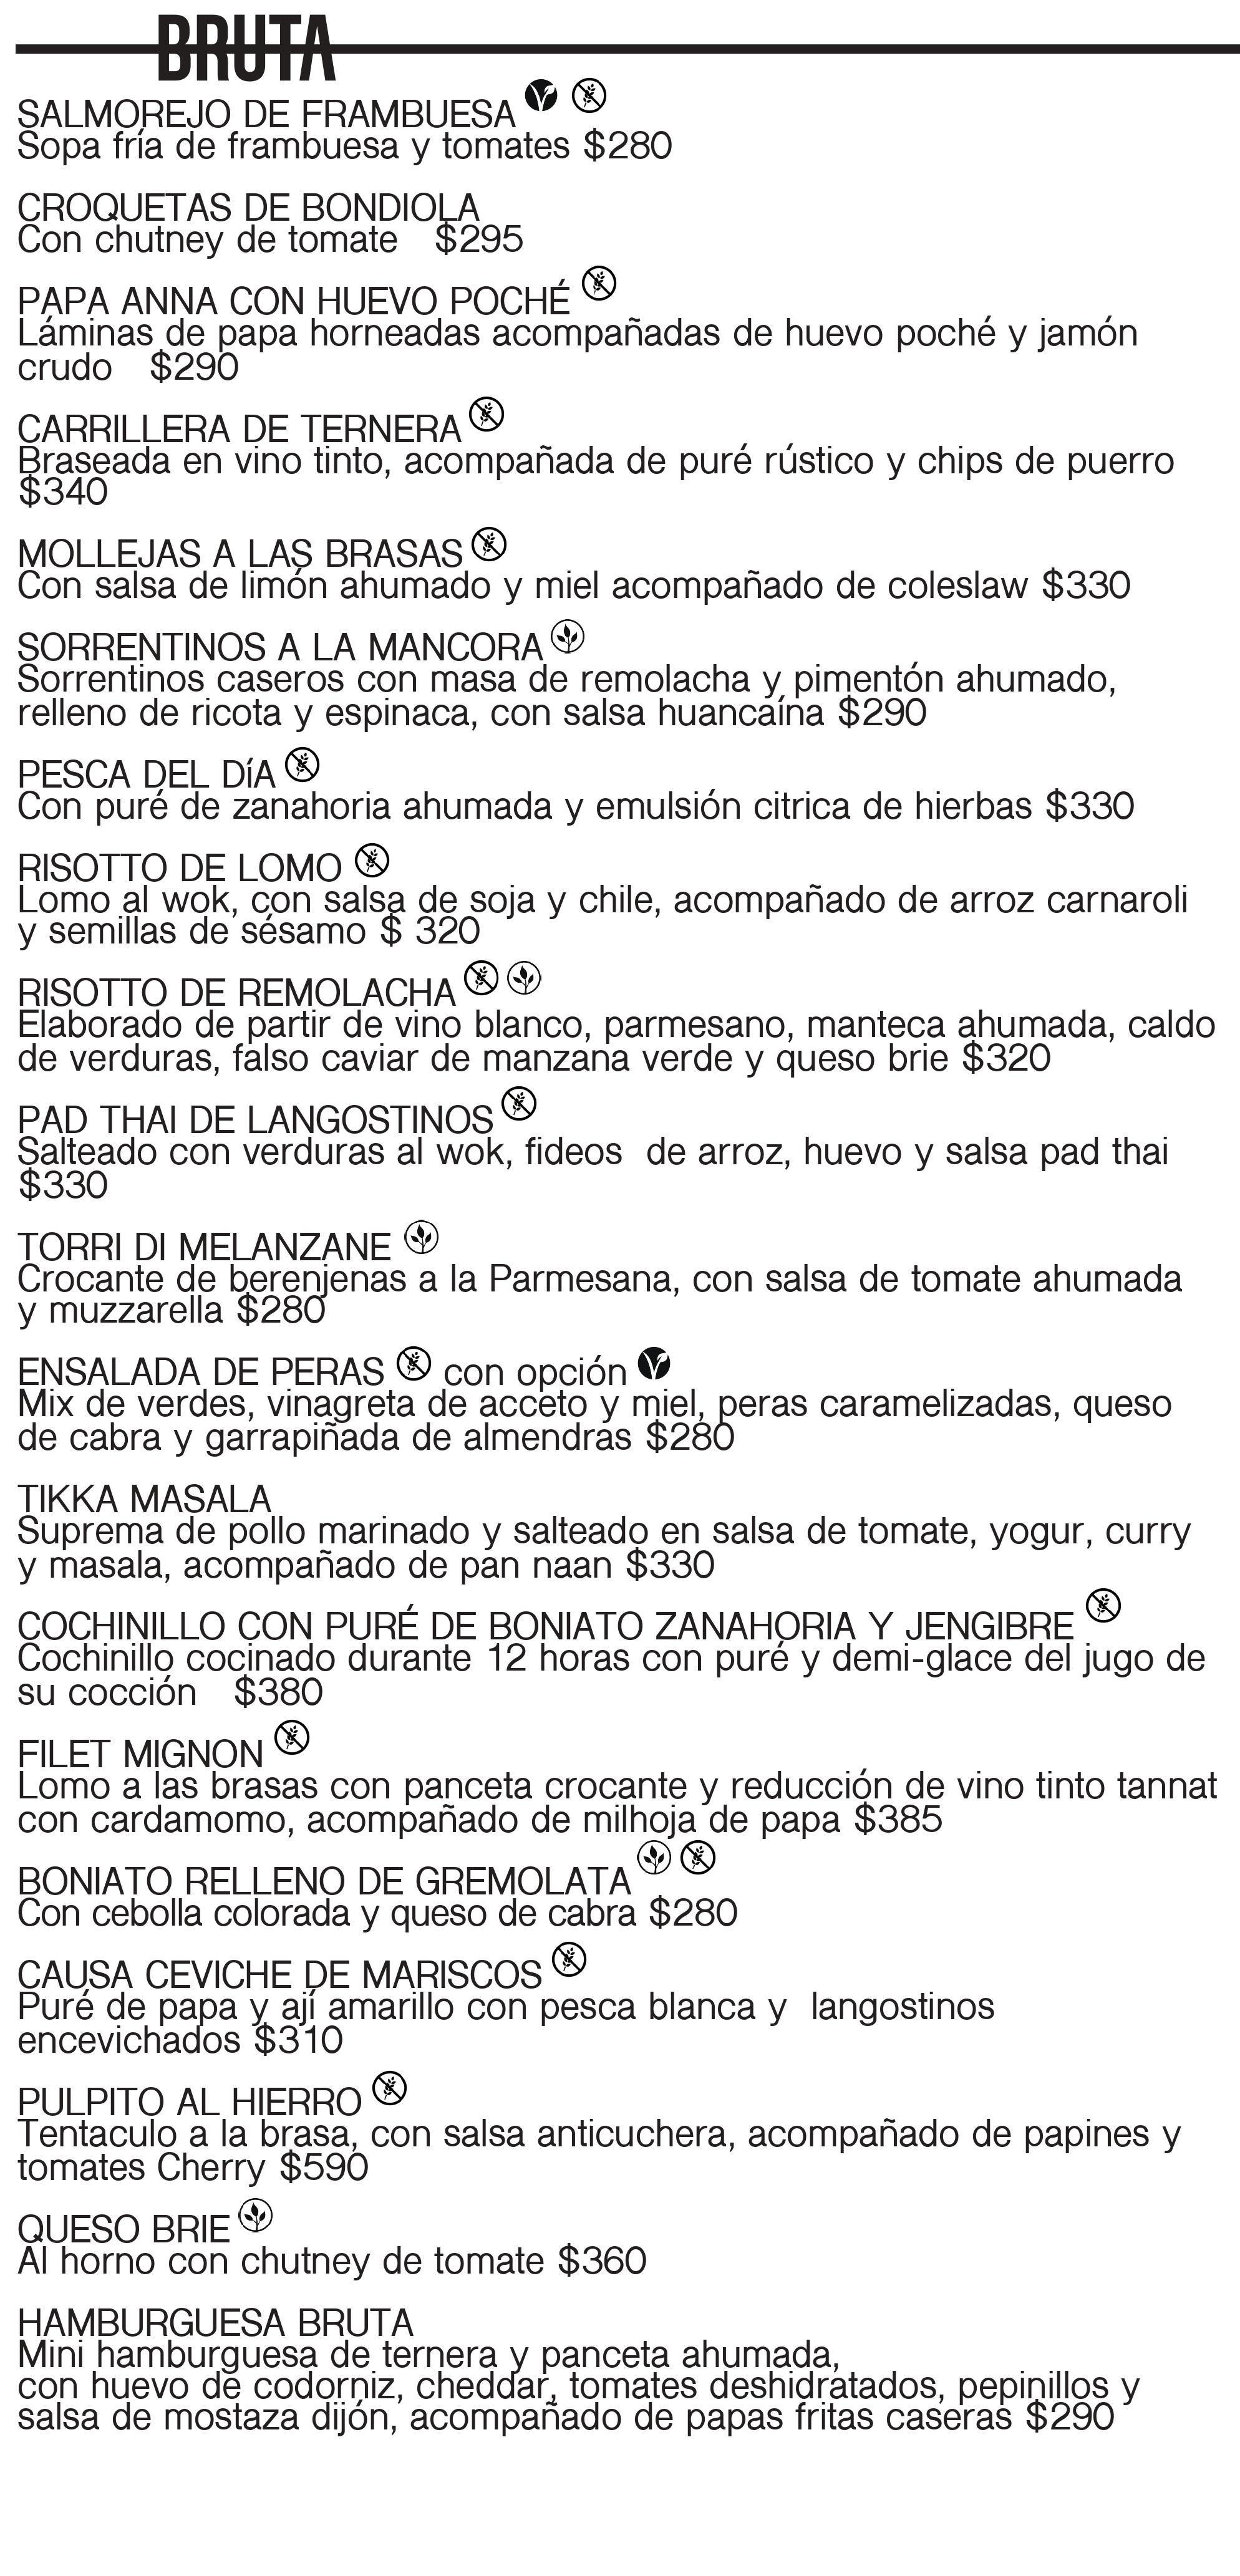 BRUTA
SALMOREJO DE FRAMBUESA
Sopa fría de frambuesa y tomates $280
CROQUETAS DE BONDIOLA
Con chutney de tomate $295
PAPA ANNA CON HUEVO POCHÉ
Láminas de papa horneadas acompañadas de huevo poché y jamón
crudo $290
CARRILLERA DE TERNERA
Braseada en vino tinto, acompañada de puré rústico y chips de puerro
$340
MOLLEJAS A LAS BRASAS
Con salsa de limón ahumado y miel acompañado de coleslaw $330
SORRENTINOS A LA MANCORA
Sorrentinos caseros con masa de remolacha y pimentón ahumado,
relleno de ricota y espinaca, con salsa huancaína $290
PESCA DEL DíA
Con puré de zanahoria ahumada y emulsión citrica de hierbas $330
RISOTTO DE LOMO
Lomo al wok, con salsa de soja y chile, acompañado de arroz carnaroli
y semillas de sésamo $ 320
RISOTTO DE REMOLACHA
Elaborado de partir de vino blanco, parmesano, manteca ahumada, caldo
de verduras, falso caviar de manzana verde y queso brie $320
PAD THAI DE LANGOSTINOS
Salteado con verduras al wok, fideos de arroz, huevo y salsa pad thai
$330
TORRI DI MELANZANE
Crocante de berenjenas a la Parmesana, con salsa de tomate ahumada
y muzzarella $280
ENSALADA DE PERAS con opción
Mix de verdes, vinagreta de acceto y miel, peras caramelizadas, queso
de cabra y garrapiñada de almendras $280
TIKKA MASALA
Suprema de pollo marinado y salteado en salsa de tomate, yogur, curry
y masala, acompañado de pan naan $330
COCHINILLO CON PURÉ DE BONIATO ZANAHORIA Y JENGIBRE
Cochinillo cocinado durante 12 horas con puré y demi-glace del jugo de
su cocción $380
FILET MIGNON
Lomo a las brasas con panceta crocante y reducción de vino tinto tannat
con cardamomo, acompañado de milhoja de papa $385
BONIATO RELLENO DE GREMOLATA
Con cebolla colorada y queso de cabra $280
CAUSA CEVICHE DE MARISCOS
Puré de papa y ají amarillo con pesca blanca y langostinos
encevichados $310
PULPITO AL HIERRO
Tentaculo a la brasa, con salsa anticuchera, acompañado de papines y
tomates Cherry $590
QUESO BRIE
Al horno con chutney de tomate $360
HAMBURGUESA BRUTA
Mini hamburguesa de ternera y panceta ahumada,
con huevo de codorniz, cheddar, tomates deshidratados, pepinillos y
salsa de mostaza dijón, acompañado de papas fritas caseras $290